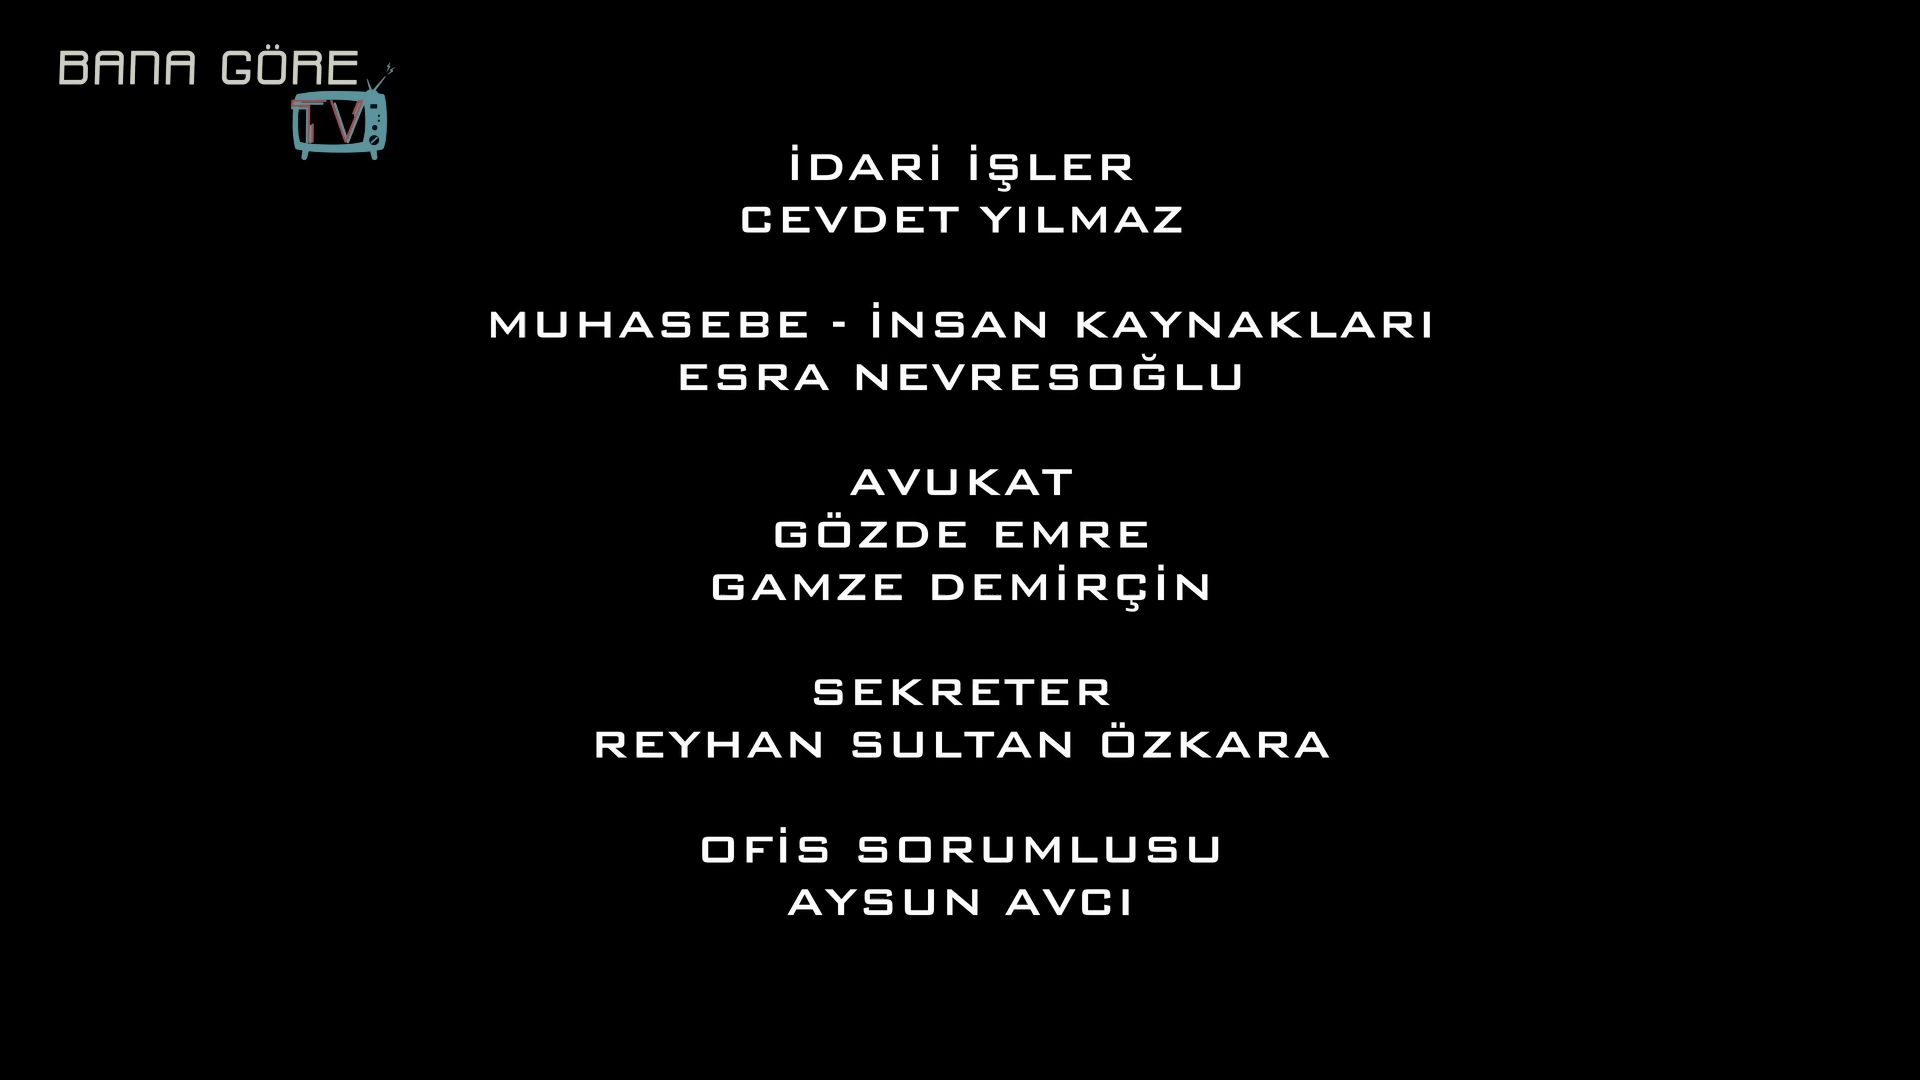 BANA GÖRE
TV
İDARİ İŞLER
CEVDET YILMAZ
MUHASEBE - İNSAN KAYNAKLARI
ESRA NEVRESOĞLU
AVUKAT
GÖZDE EMRE
GAMZE DEMİRÇİN
SEKRETER
REYHAN SULTAN ÖZKARA
OFİS SORUMLUSU
AYSUN AVCI